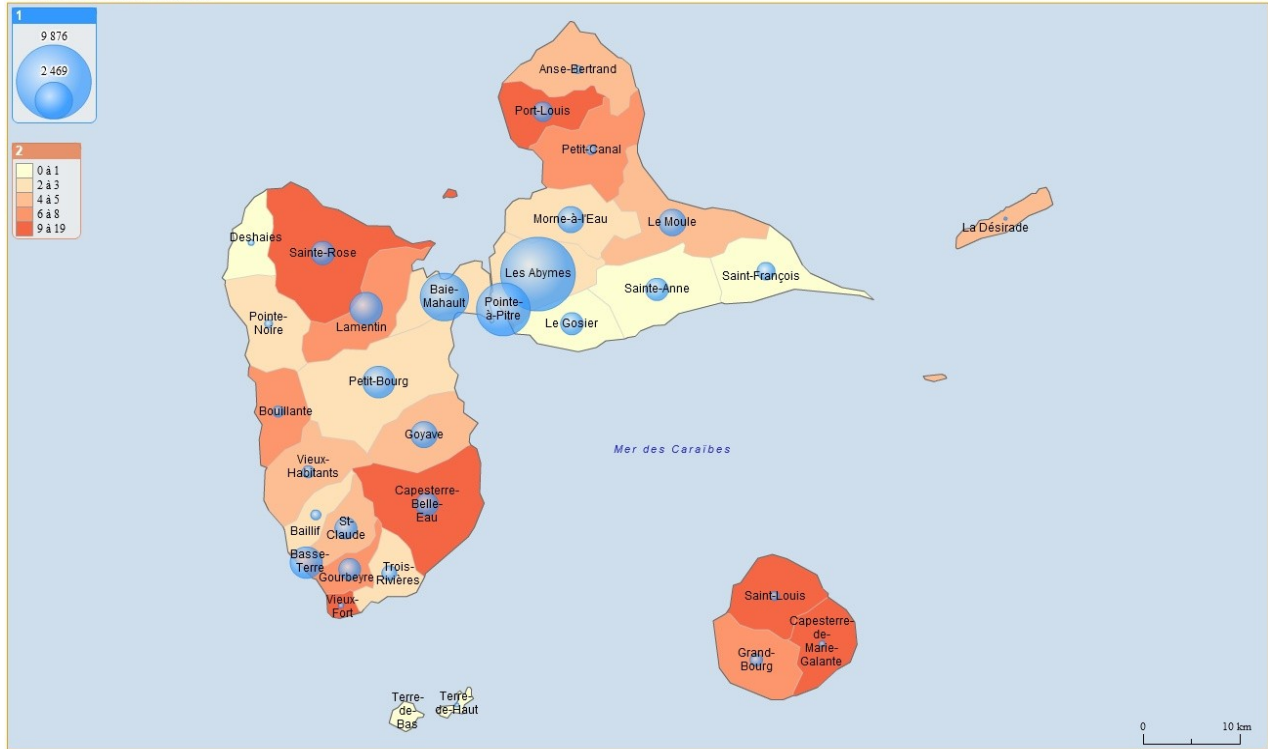 1
9 876
2 469
2
0 à 1
2 à 3
4 à 5
6 à 8
9 à 19
Anse-Bertrand
Port-Louis
Petit-Canal
Morne-à-l'Eau
Le Moule
La Désirade
Deshaies
Sainte-Rose
Les Abymes
Saint-François
Sainte-Anne
Baie-
Mahault
Pointe-
à-Pitre
Le Gosier
Lamentin
Pointe-
Noire
Petit-Bourg
Bouillante
Goyave
Mer des Caraïbes
Vieux-
Habitants
Capesterre-
Belle-
Eau
Baillif
St-
Claude
Basse-
Terre
Gourbeyre
Trois-
Rivières
Vieux-
Fort
Saint-Louis
Capesterre-
de-
Marie-
Galante
Grand-
Bourg
Terre-
de-
Bas
Terre-
de-Haut
0
10 km